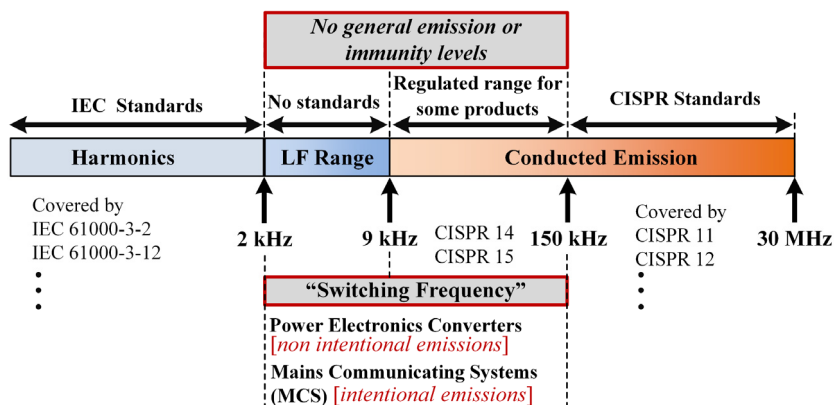 No general emission or
immunity levels
IEC Standards
No standards
Regulated range for
some products
CISPR Standards
Harmonics
LF Range
Conducted Emission
Covered by
IEC 61000-3-2
IEC 61000-3-12
2 kHz
9 kHz
CISPR 14
CISPR 15
150 kHz
Covered by
CISPR 11
CISPR 12
30 MHz
“Switching Frequency”
Power Electronics Converters
[non intentional emissions]
Mains Communicating Systems
(MCS) [intentional emissions]